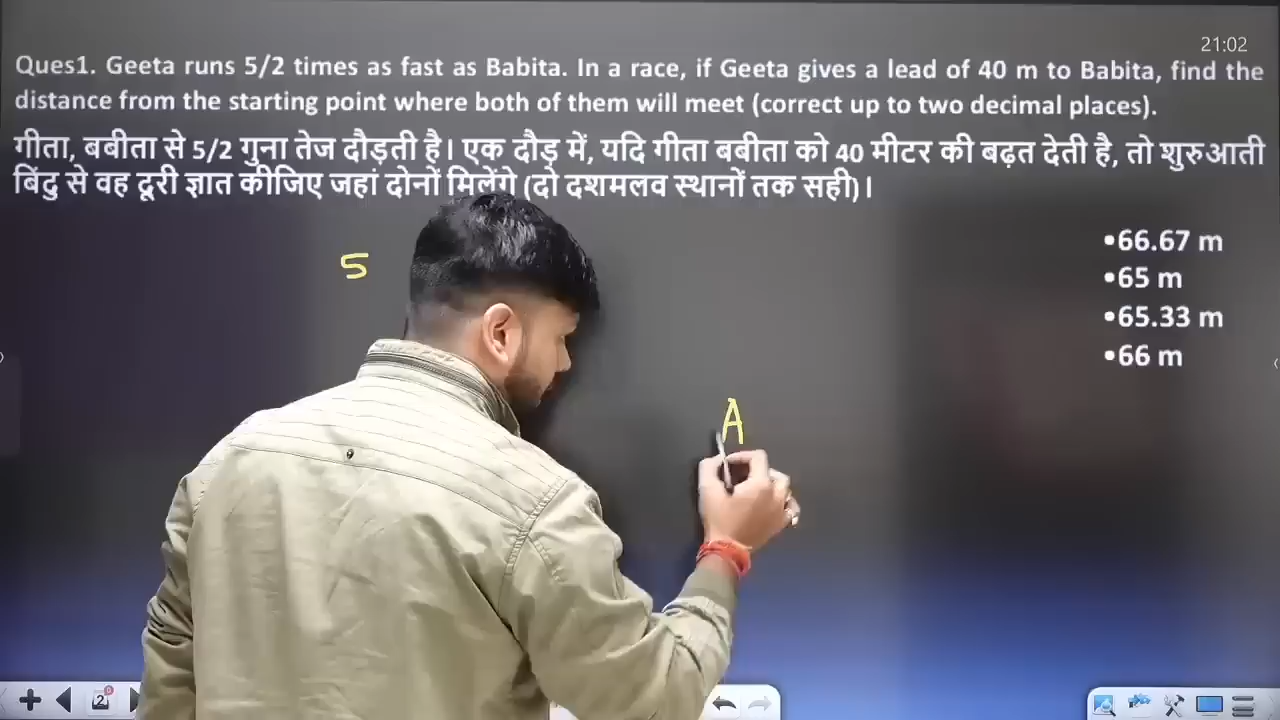 21:02
Ques1. Geeta runs 5/2 times as fast as Babita. In a race, if Geeta gives a lead of 40 m to Babita, find the
distance from the starting point where both of them will meet (correct up to two decimal places).
गीता, बबीता से 5/2 गुना तेज दौड़ती है। एक दौड़ में, यदि गीता बबीता को 40 मीटर की बढ़त देती है, तो शुरुआती
बिंदु से वह दूरी ज्ञात कीजिए जहां दोनों मिलेंगे (दो दशमलव स्थानों तक सही)।
•66.67 m
•65 m
•65.33 m
•66 m
5
A
2